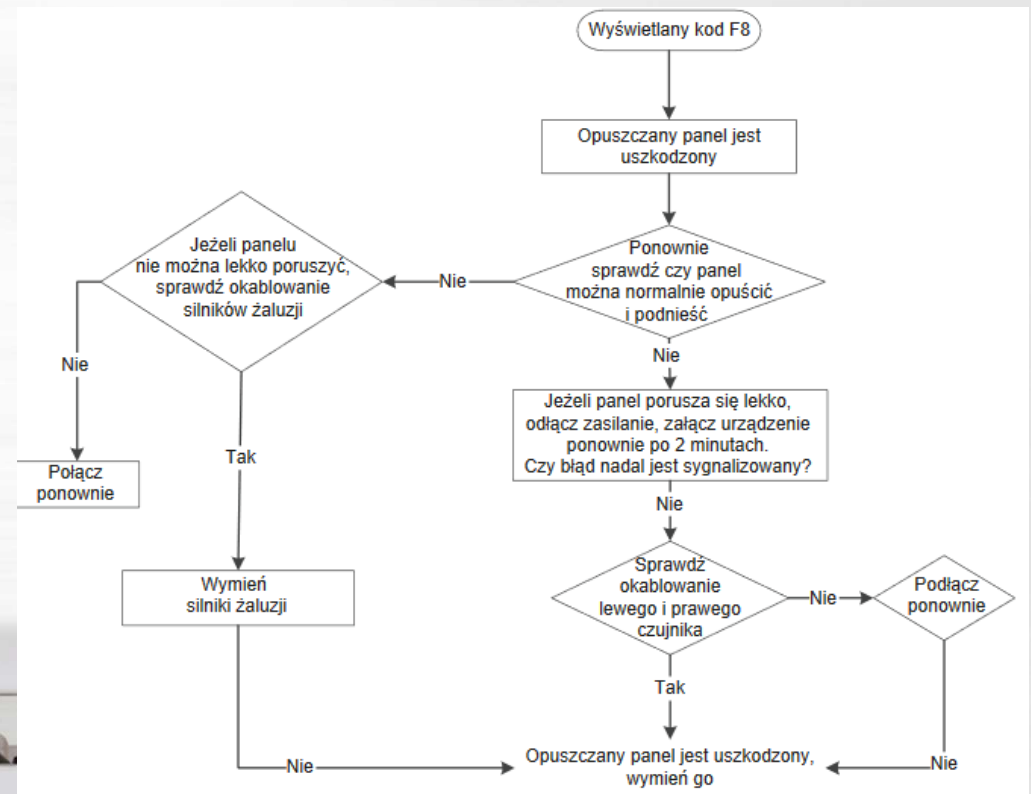 Wyświetlany kod F8
Opuszczany panel jest
uszkodzony
Ponownie
sprawdź czy panel
można normalnie opuścić
i podnieść
Nie
Jeżeli panelu
nie można lekko poruszyć,
sprawdź okablowanie
silników żaluzji
Nie
Połącz
ponownie
Tak
Wymień
silniki żaluzji
Nie
Nie
Jeżeli panel porusza się lekko,
odłącz zasilanie, załącz urządzenie
ponownie po 2 minutach.
Czy błąd nadal jest sygnalizowany?
Nie
Sprawdź
okablowanie
lewego i prawego
czujnika
Nie
Podłącz
ponownie
Tak
Nie
Opuszczany panel jest uszkodzony,
wymień go